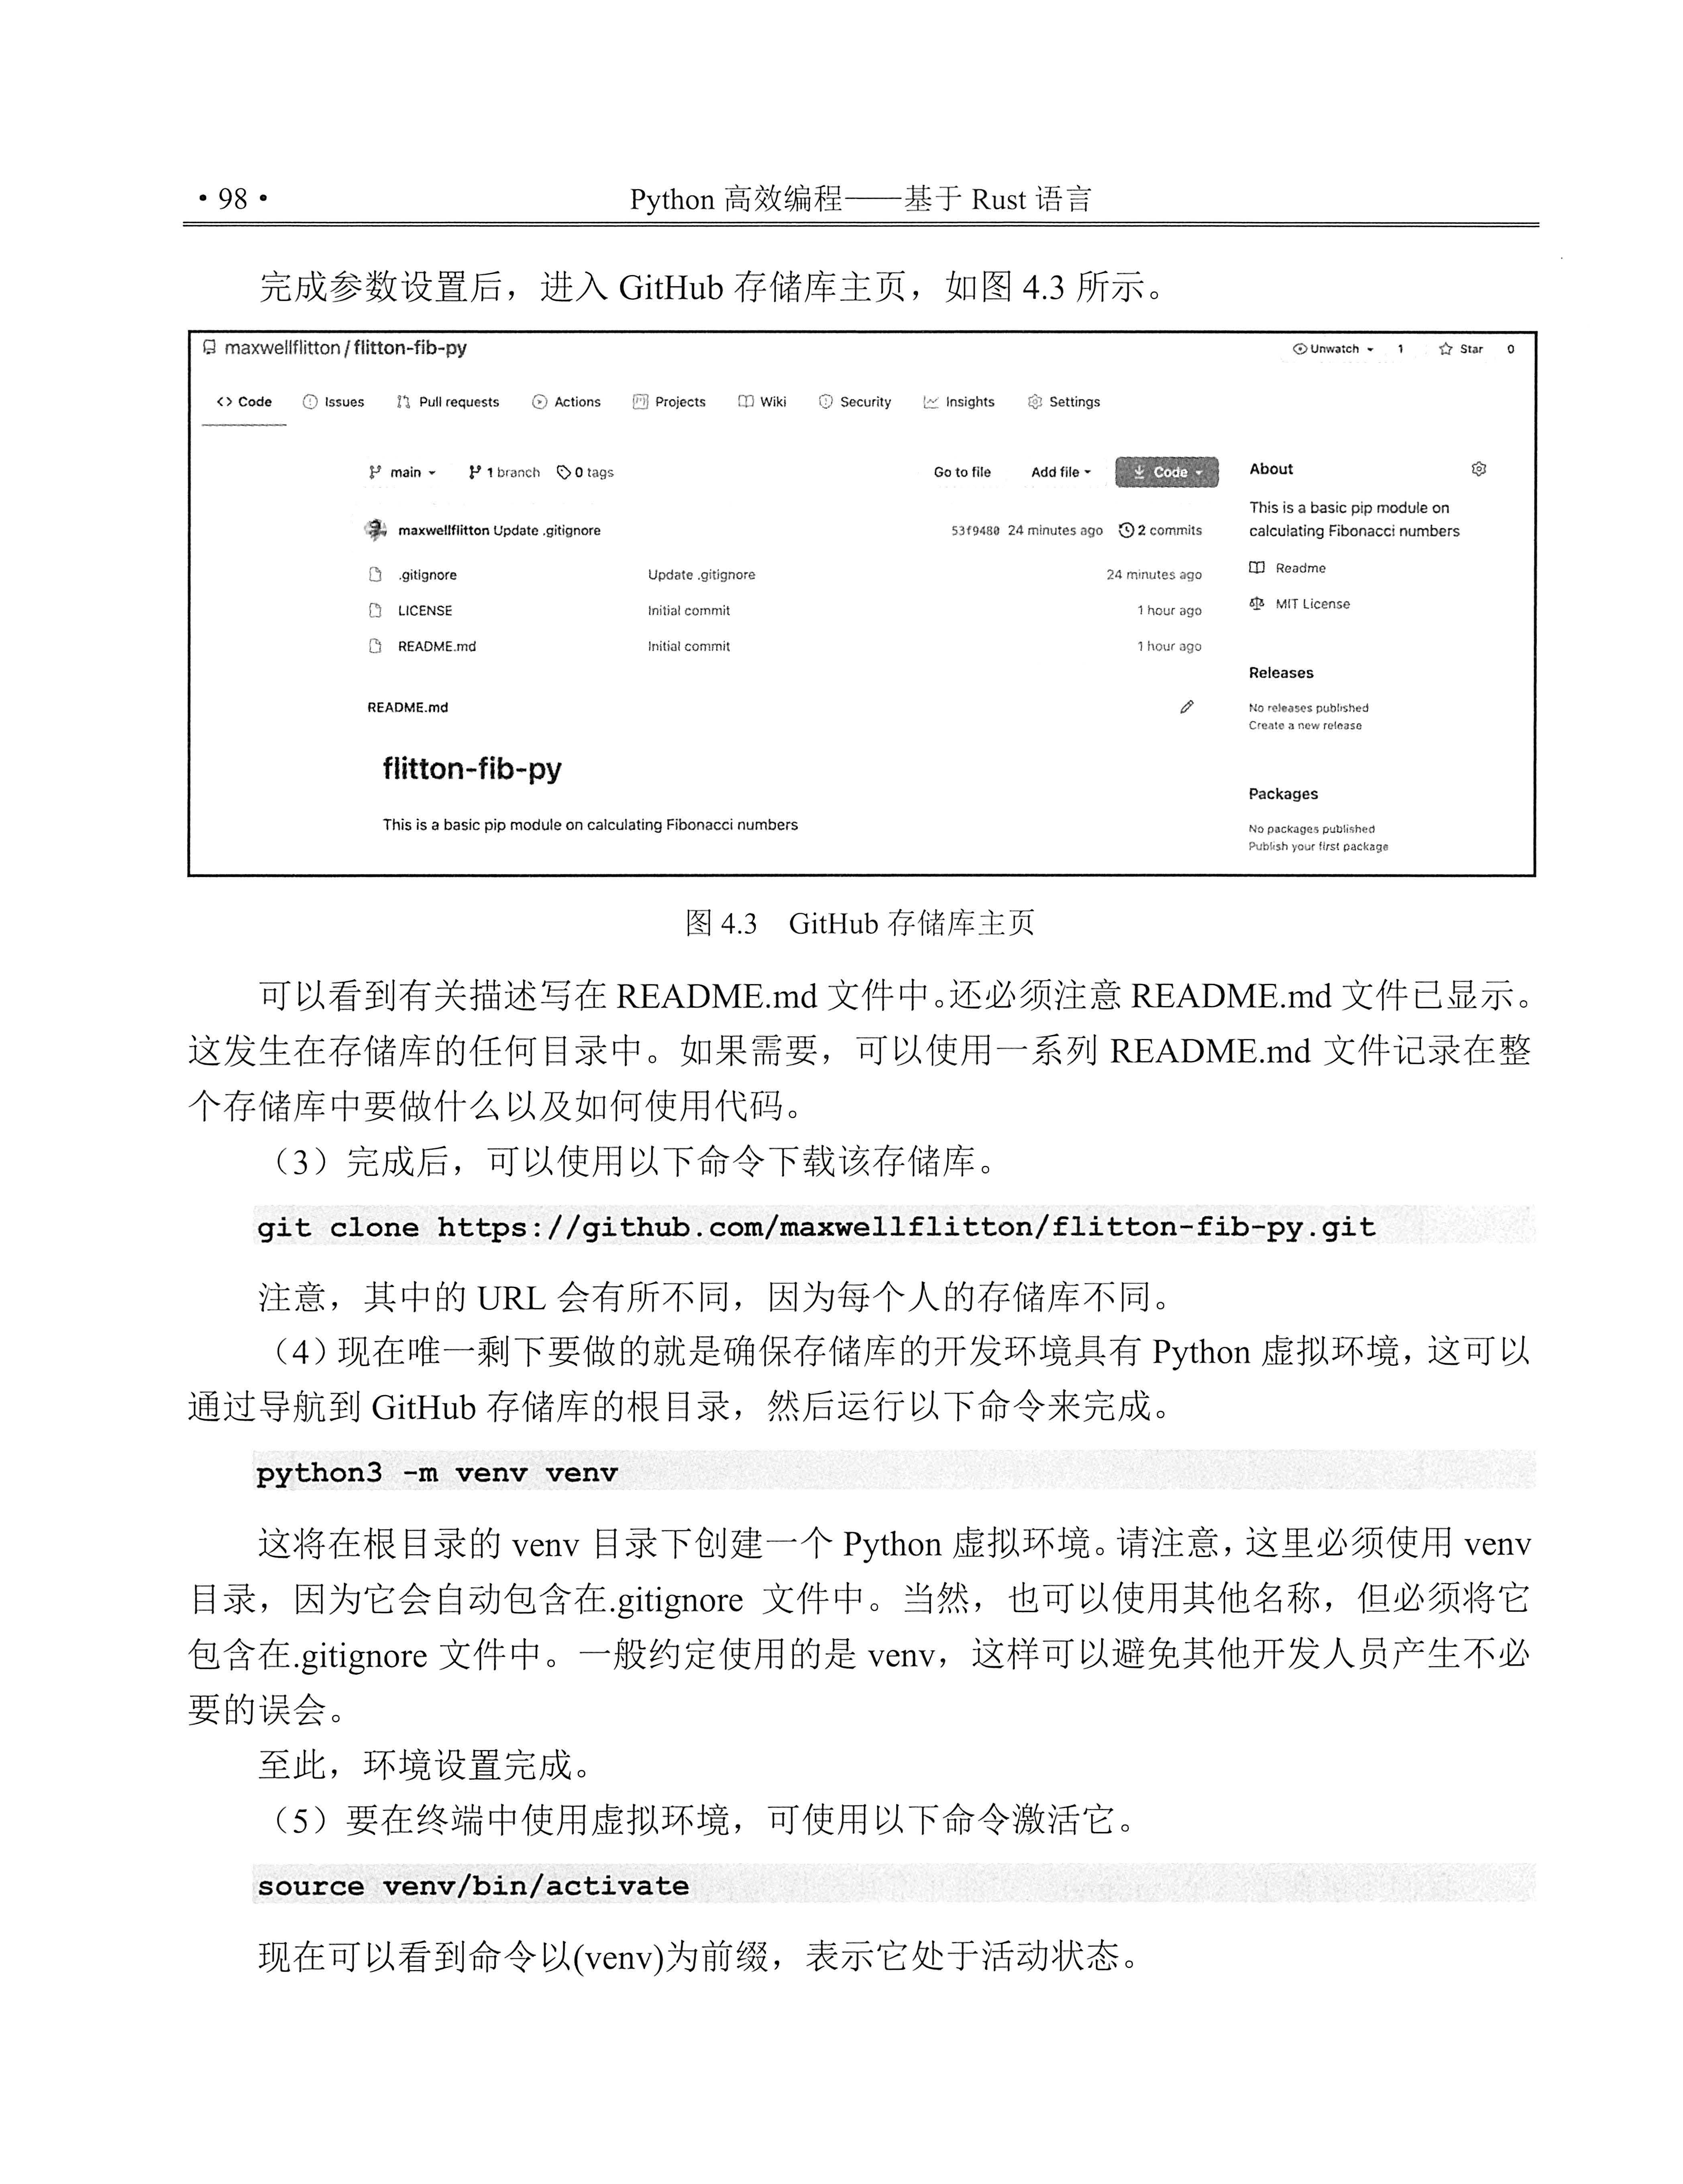 • 98 •
Python 高效编程——基于 Rust 语言
完成参数设置后，进入 GitHub 存储库主页，如图 4.3 所示。
maxwellflitton / flitton-fib-py
Unwatch 1 Star 0
Code Issues Pull requests Actions Projects Wiki Security Insights Settings
main 1 branch 0 tags Go to file Add file Code
maxwellflitton Update .gitignore 53f9480 24 minutes ago 2 commits
.gitignore Update .gitignore 24 minutes ago
LICENSE Initial commit 1 hour ago
README.md Initial commit 1 hour ago
README.md
flitton-fib-py
This is a basic pip module on calculating Fibonacci numbers
About
This is a basic pip module on
calculating Fibonacci numbers
Readme
MIT License
Releases
No releases published
Create a new release
Packages
No packages published
Publish your first package
图 4.3 GitHub 存储库主页
可以看到有关描述写在 README.md 文件中。还必须注意 README.md 文件已显示。
这发生在存储库的任何目录中。如果需要，可以使用一系列 README.md 文件记录在整
个存储库中要做什么以及如何使用代码。
（3）完成后，可以使用以下命令下载该存储库。
git clone https://github.com/maxwellflitton/flitton-fib-py.git
注意，其中的 URL 会有所不同，因为每个人的存储库不同。
（4）现在唯一剩下要做的就是确保存储库的开发环境具有 Python 虚拟环境，这可以
通过导航到 GitHub 存储库的根目录，然后运行以下命令来完成。
python3 -m venv venv
这将在根目录的 venv 目录下创建一个 Python 虚拟环境。请注意，这里必须使用 venv
目录，因为它会自动包含在.gitignore 文件中。当然，也可以使用其他名称，但必须将它
包含在.gitignore 文件中。一般约定使用的是 venv，这样可以避免其他开发人员产生不必
要的误会。
至此，环境设置完成。
（5）要在终端中使用虚拟环境，可使用以下命令激活它。
source venv/bin/activate
现在可以看到命令以(venv)为前缀，表示它处于活动状态。